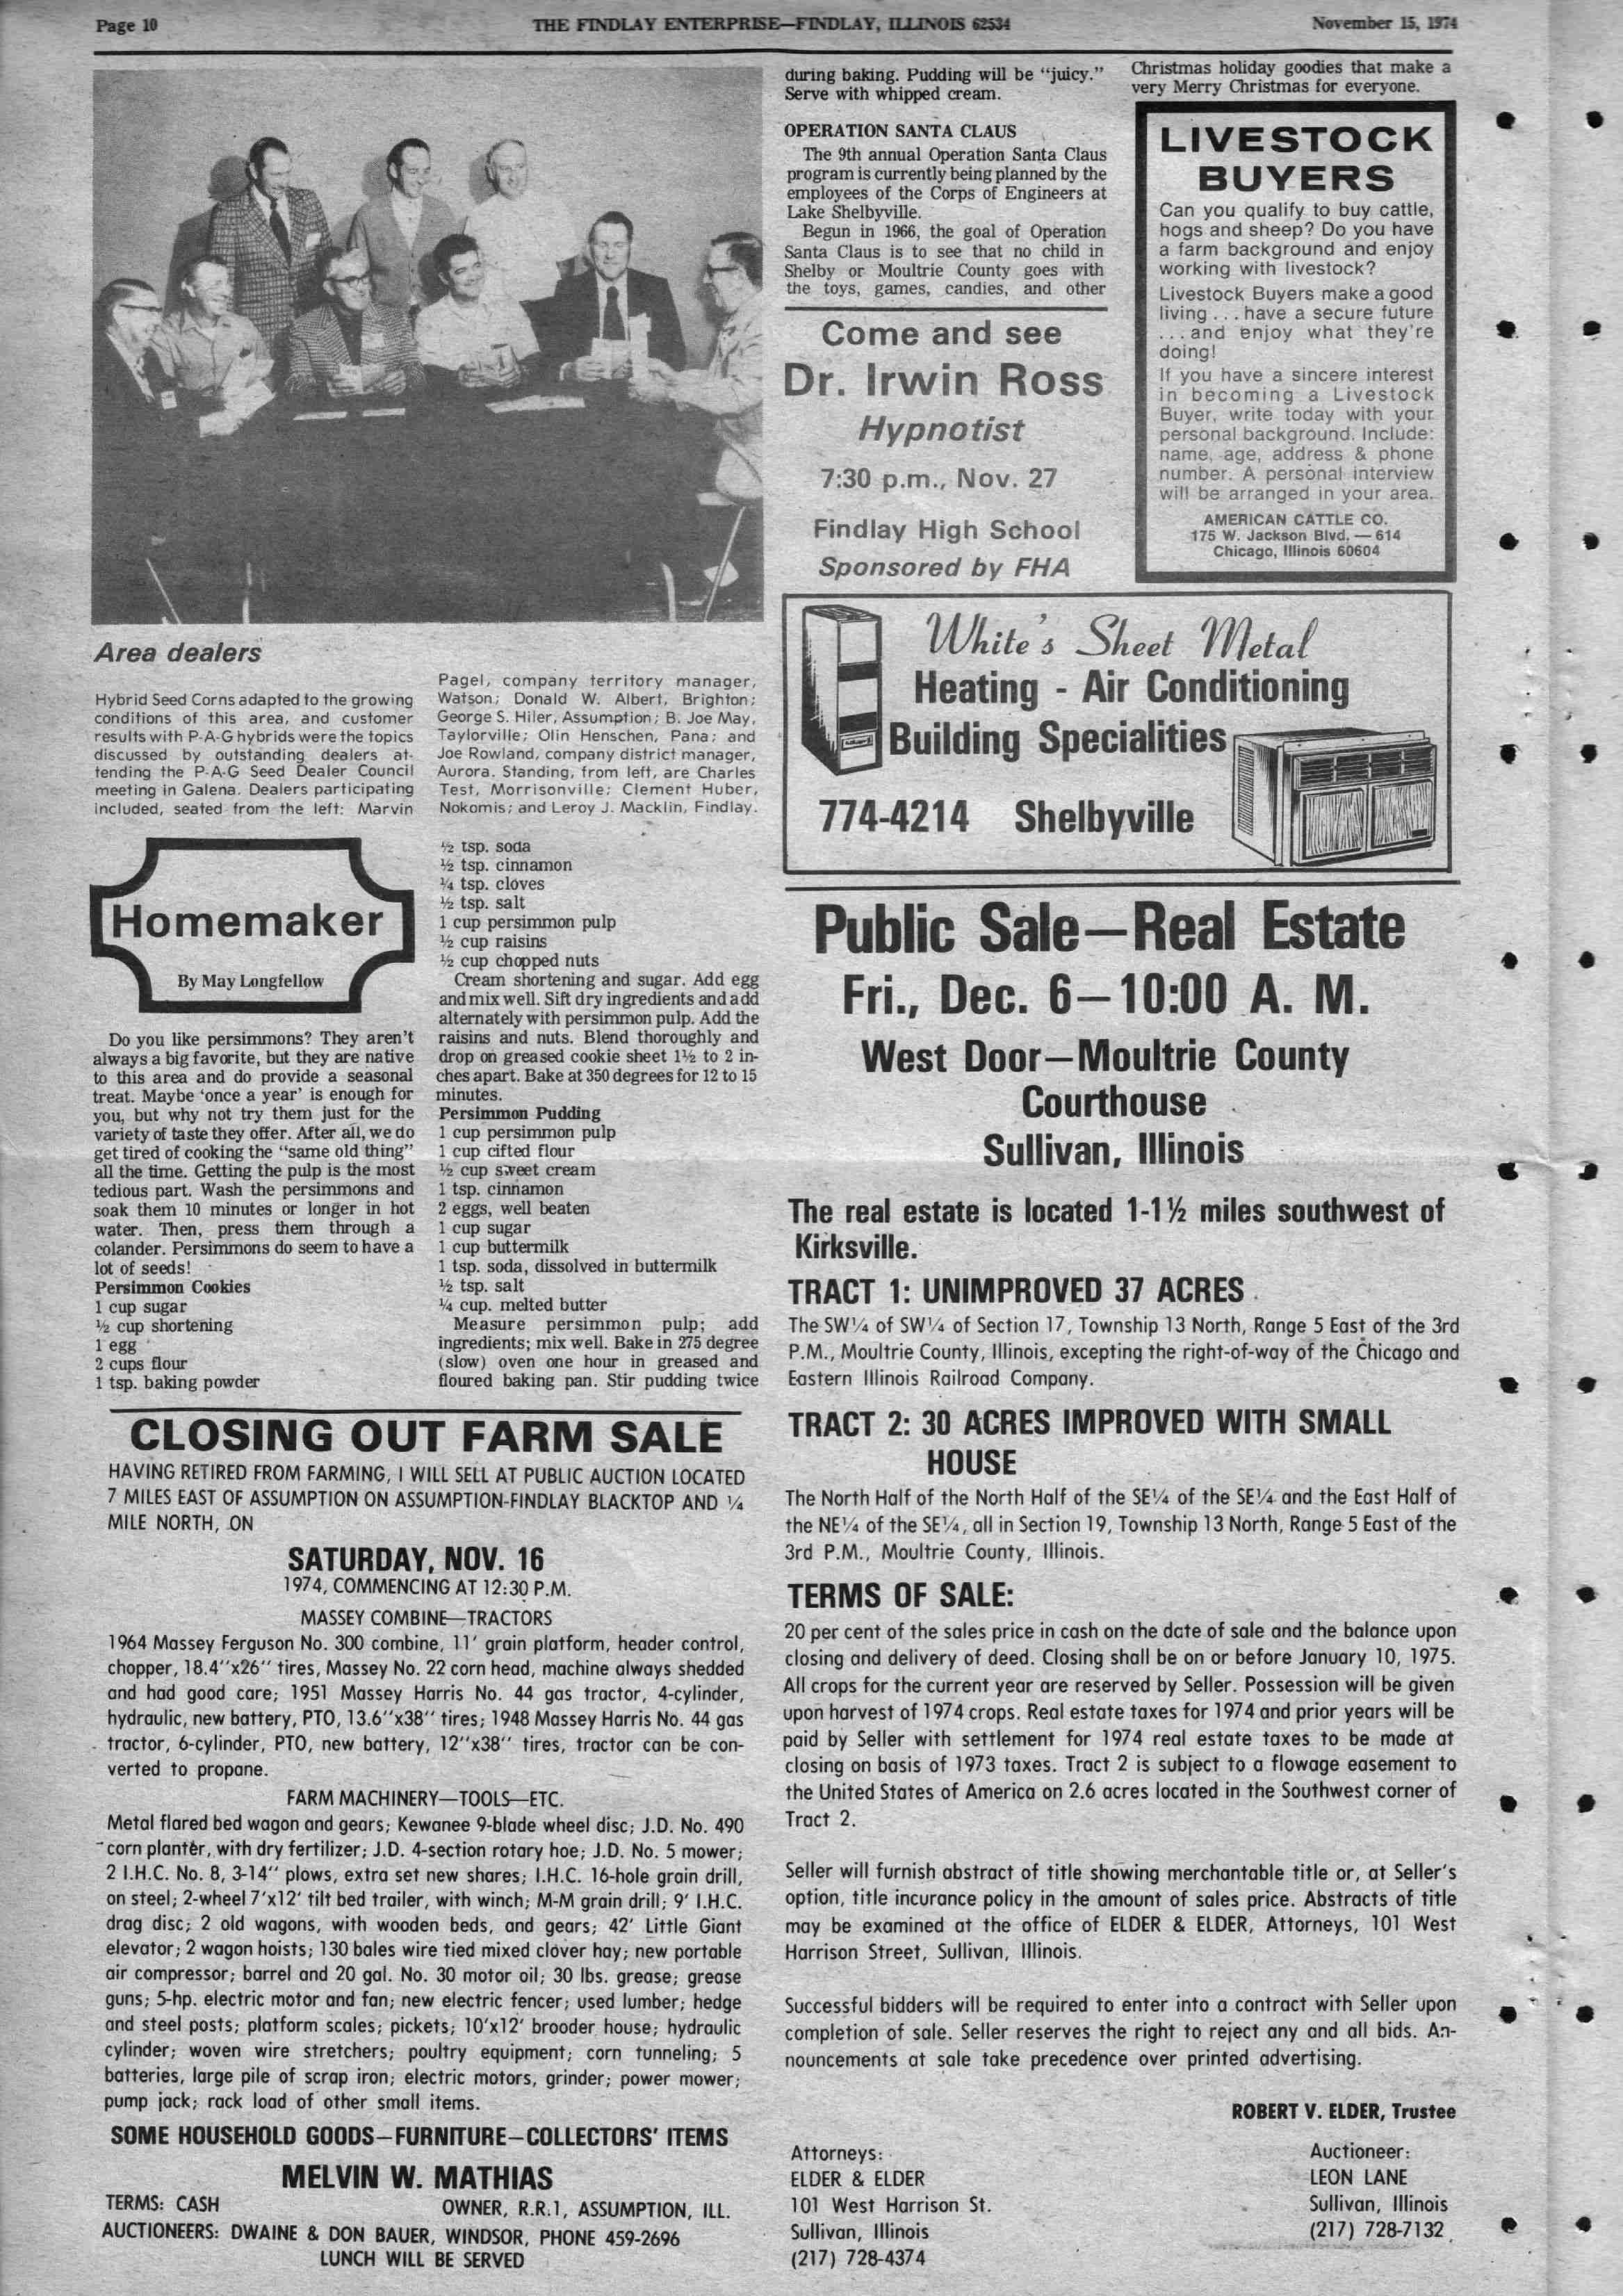 Page 10
THE FINDLAY ENTERPRISE—FINDLAY, ILLINOIS 62534
November 15, 1974
Area dealers
Hybrid Seed Corns adapted to the growing
conditions of this area, and customer
results with P-A-G hybrids were the topics
discussed by outstanding dealers at-
tending the P-A-G Seed Dealer Council
meeting in Galena. Dealers participating
included, seated from the left: Marvin
Pagel, company territory manager,
Watson; Donald W. Albert, Brighton;
George S. Hiler, Assumption; B. Joe May,
Taylorville; Olin Henschen, Pana; and
Joe Rowland, company district manager,
Aurora. Standing, from left, are Charles
Test, Morrisonville; Clement Huber,
Nokomis; and Leroy J. Macklin, Findlay.
Homemaker
By May Longfellow
Do you like persimmons? They aren't
always a big favorite, but they are native
to this area and do provide a seasonal
treat. Maybe 'once a year' is enough for
you, but why not try them just for the
variety of taste they offer. After all, we do
get tired of cooking the "same old thing"
all the time. Getting the pulp is the most
tedious part. Wash the persimmons and
soak them 10 minutes or longer in hot
water. Then, press them through a
colander. Persimmons do seem to have a
lot of seeds!
Persimmon Cookies
1 cup sugar
½ cup shortening
1 egg
2 cups flour
1 tsp. baking powder
½ tsp. soda
½ tsp. cinnamon
¼ tsp. cloves
½ tsp. salt
1 cup persimmon pulp
½ cup raisins
½ cup chopped nuts
Cream shortening and sugar. Add egg
and mix well. Sift dry ingredients and add
alternately with persimmon pulp. Add the
raisins and nuts. Blend thoroughly and
drop on greased cookie sheet 1½ to 2 in-
ches apart. Bake at 350 degrees for 12 to 15
minutes.
Persimmon Pudding
1 cup persimmon pulp
1 cup cifted flour
½ cup sweet cream
1 tsp. cinnamon
2 eggs, well beaten
1 cup sugar
1 cup buttermilk
1 tsp. soda, dissolved in buttermilk
½ tsp. salt
¼ cup. melted butter
Measure persimmon pulp; add
ingredients; mix well. Bake in 275 degree
(slow) oven one hour in greased and
floured baking pan. Stir pudding twice
during baking. Pudding will be "juicy."
Serve with whipped cream.
OPERATION SANTA CLAUS
The 9th annual Operation Santa Claus
program is currently being planned by the
employees of the Corps of Engineers at
Lake Shelbyville.
Begun in 1966, the goal of Operation
Santa Claus is to see that no child in
Shelby or Moultrie County goes with
the toys, games, candies, and other
Christmas holiday goodies that make a
very Merry Christmas for everyone.
Come and see
Dr. Irwin Ross
Hypnotist
7:30 p.m., Nov. 27
Findlay High School
Sponsored by FHA
LIVESTOCK
BUYERS
Can you qualify to buy cattle,
hogs and sheep? Do you have
a farm background and enjoy
working with livestock?
Livestock Buyers make a good
living . . . have a secure future
. . . and enjoy what they're
doing!
If you have a sincere interest
in becoming a Livestock
Buyer, write today with your
personal background. Include:
name, age, address & phone
number. A personal interview
will be arranged in your area.
AMERICAN CATTLE CO.
175 W. Jackson Blvd. — 614
Chicago, Illinois 60604
White's Sheet Metal
Heating - Air Conditioning
Building Specialities
774-4214 Shelbyville
Public Sale—Real Estate
Fri., Dec. 6—10:00 A. M.
West Door—Moultrie County
Courthouse
Sullivan, Illinois
The real estate is located 1-1½ miles southwest of
Kirksville.
TRACT 1: UNIMPROVED 37 ACRES
The SW¼ of SW¼ of Section 17, Township 13 North, Range 5 East of the 3rd
P.M., Moultrie County, Illinois, excepting the right-of-way of the Chicago and
Eastern Illinois Railroad Company.
TRACT 2: 30 ACRES IMPROVED WITH SMALL
HOUSE
The North Half of the North Half of the SE¼ of the SE¼ and the East Half of
the NE¼ of the SE¼, all in Section 19, Township 13 North, Range 5 East of the
3rd P.M., Moultrie County, Illinois.
TERMS OF SALE:
20 per cent of the sales price in cash on the date of sale and the balance upon
closing and delivery of deed. Closing shall be on or before January 10, 1975.
All crops for the current year are reserved by Seller. Possession will be given
upon harvest of 1974 crops. Real estate taxes for 1974 and prior years will be
paid by Seller with settlement for 1974 real estate taxes to be made at
closing on basis of 1973 taxes. Tract 2 is subject to a flowage easement to
the United States of America on 2.6 acres located in the Southwest corner of
Tract 2.
Seller will furnish abstract of title showing merchantable title or, at Seller's
option, title incurance policy in the amount of sales price. Abstracts of title
may be examined at the office of ELDER & ELDER, Attorneys, 101 West
Harrison Street, Sullivan, Illinois.
Successful bidders will be required to enter into a contract with Seller upon
completion of sale. Seller reserves the right to reject any and all bids. An-
nouncements at sale take precedence over printed advertising.
ROBERT V. ELDER, Trustee
Attorneys:
ELDER & ELDER
101 West Harrison St.
Sullivan, Illinois
(217) 728-4374
Auctioneer:
LEON LANE
Sullivan, Illinois
(217) 728-7132
CLOSING OUT FARM SALE
HAVING RETIRED FROM FARMING, I WILL SELL AT PUBLIC AUCTION LOCATED
7 MILES EAST OF ASSUMPTION ON ASSUMPTION-FINDLAY BLACKTOP AND ¼
MILE NORTH, ON
SATURDAY, NOV. 16
1974, COMMENCING AT 12:30 P.M.
MASSEY COMBINE—TRACTORS
1964 Massey Ferguson No. 300 combine, 11' grain platform, header control,
chopper, 18.4"x26" tires, Massey No. 22 corn head, machine always shedded
and had good care; 1951 Massey Harris No. 44 gas tractor, 4-cylinder,
hydraulic, new battery, PTO, 13.6"x38" tires; 1948 Massey Harris No. 44 gas
tractor, 6-cylinder, PTO, new battery, 12"x38" tires, tractor can be con-
verted to propane.
FARM MACHINERY—TOOLS—ETC.
Metal flared bed wagon and gears; Kewanee 9-blade wheel disc; J.D. No. 490
corn planter, with dry fertilizer; J.D. 4-section rotary hoe; J.D. No. 5 mower;
2 I.H.C. No. 8, 3-14" plows, extra set new shares; I.H.C. 16-hole grain drill,
on steel; 2-wheel 7'x12' tilt bed trailer, with winch; M-M grain drill; 9' I.H.C.
drag disc; 2 old wagons, with wooden beds, and gears; 42' Little Giant
elevator; 2 wagon hoists; 130 bales wire tied mixed clover hay; new portable
air compressor; barrel and 20 gal. No. 30 motor oil; 30 lbs. grease; grease
guns; 5-hp. electric motor and fan; new electric fencer; used lumber; hedge
and steel posts; platform scales; pickets; 10'x12' brooder house; hydraulic
cylinder; woven wire stretchers; poultry equipment; corn tunneling; 5
batteries, large pile of scrap iron; electric motors, grinder; power mower;
pump jack; rack load of other small items.
SOME HOUSEHOLD GOODS—FURNITURE—COLLECTORS' ITEMS
MELVIN W. MATHIAS
TERMS: CASH OWNER, R.R.1, ASSUMPTION, ILL.
AUCTIONEERS: DWAINE & DON BAUER, WINDSOR, PHONE 459-2696
LUNCH WILL BE SERVED